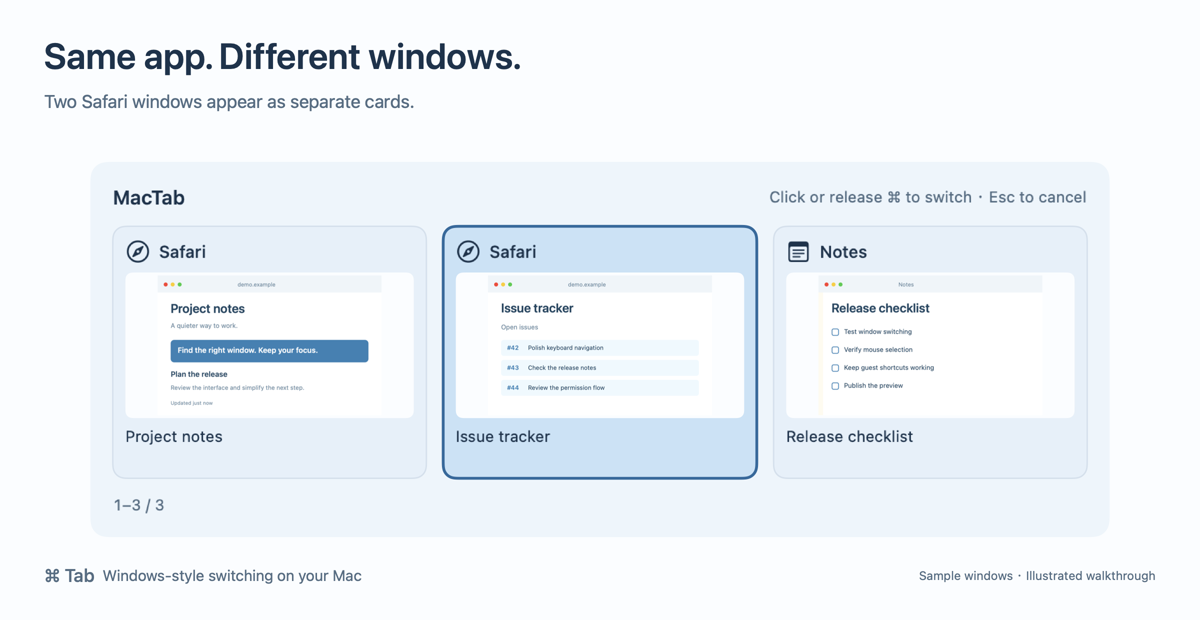 Same app. Different windows.
Two Safari windows appear as separate cards.
MacTab
Click or release ⌘ to switch · Esc to cancel
Safari
demo.example
Project notes
A quieter way to work.
Find the right window. Keep your focus.
Plan the release
Review the interface and simplify the next step.
Updated just now
Project notes
Safari
demo.example
Issue tracker
Open issues
#42 Polish keyboard navigation
#43 Check the release notes
#44 Review the permission flow
Issue tracker
Notes
Notes
Release checklist
Test window switching
Verify mouse selection
Keep guest shortcuts working
Publish the preview
Release checklist
1–3 / 3
⌘ Tab Windows-style switching on your Mac
Sample windows · Illustrated walkthrough